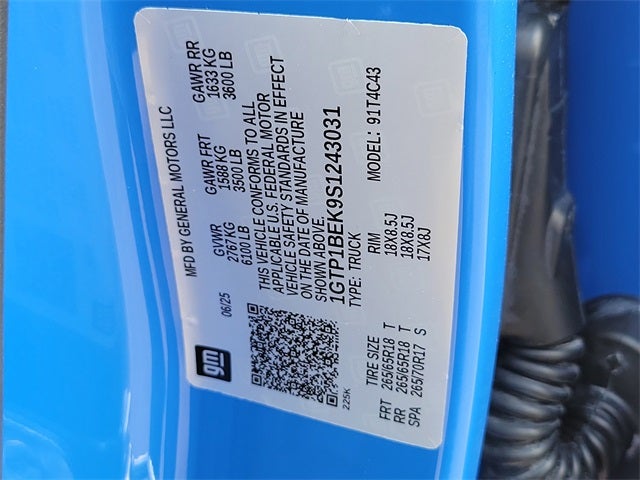 MFD BY GENERAL MOTORS LLC
06/25 GVWR GAWR FRT GAWR RR
2767 KG 1588 KG 1633 KG
6100 LB 3500 LB 3600 LB
THIS VEHICLE CONFORMS TO ALL
APPLICABLE U.S. FEDERAL MOTOR
VEHICLE SAFETY STANDARDS IN EFFECT
ON THE DATE OF MANUFACTURE
SHOWN ABOVE.
1GTP1BEK9S1243031
TYPE: TRUCK MODEL: 91T4C43
gm
225K
TIRE SIZE RIM
FRT 265/65R18 T 18X8.5J
RR 265/65R18 T 18X8.5J
SPA 265/70R17 S 17X8J